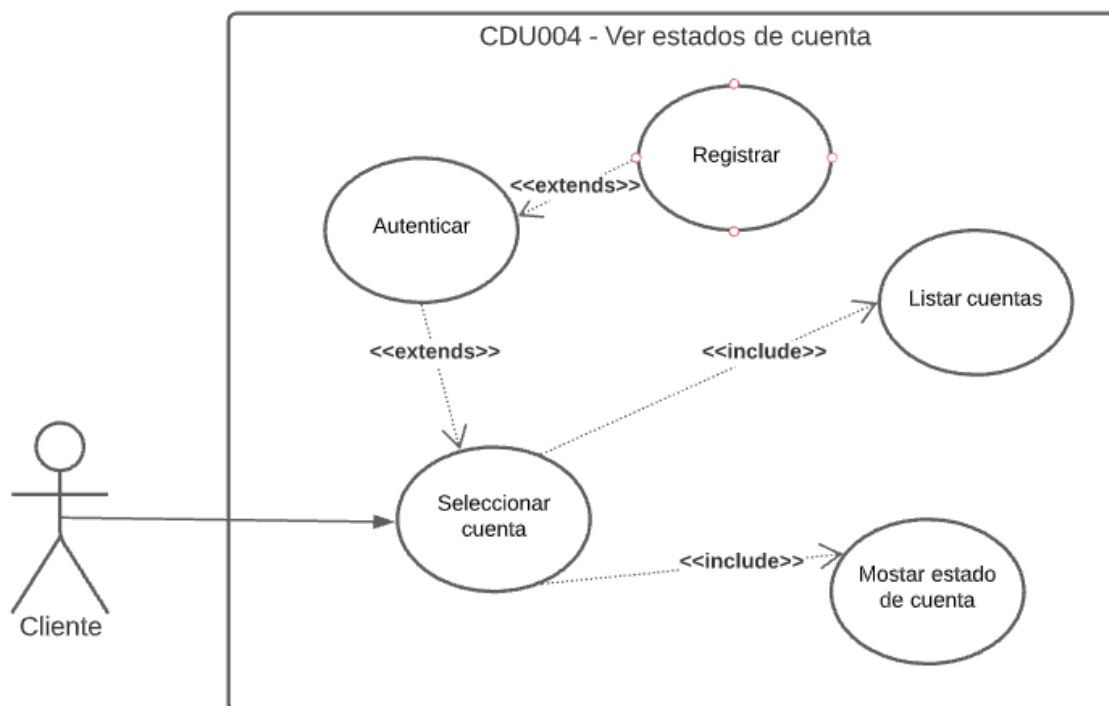 CDU004 - Ver estados de cuenta
Registrar
<<extends>>
Autenticar
Listar cuentas
<<extends>>
<<include>>
Seleccionar
cuenta
<<include>>
Mostar estado
de cuenta
Cliente